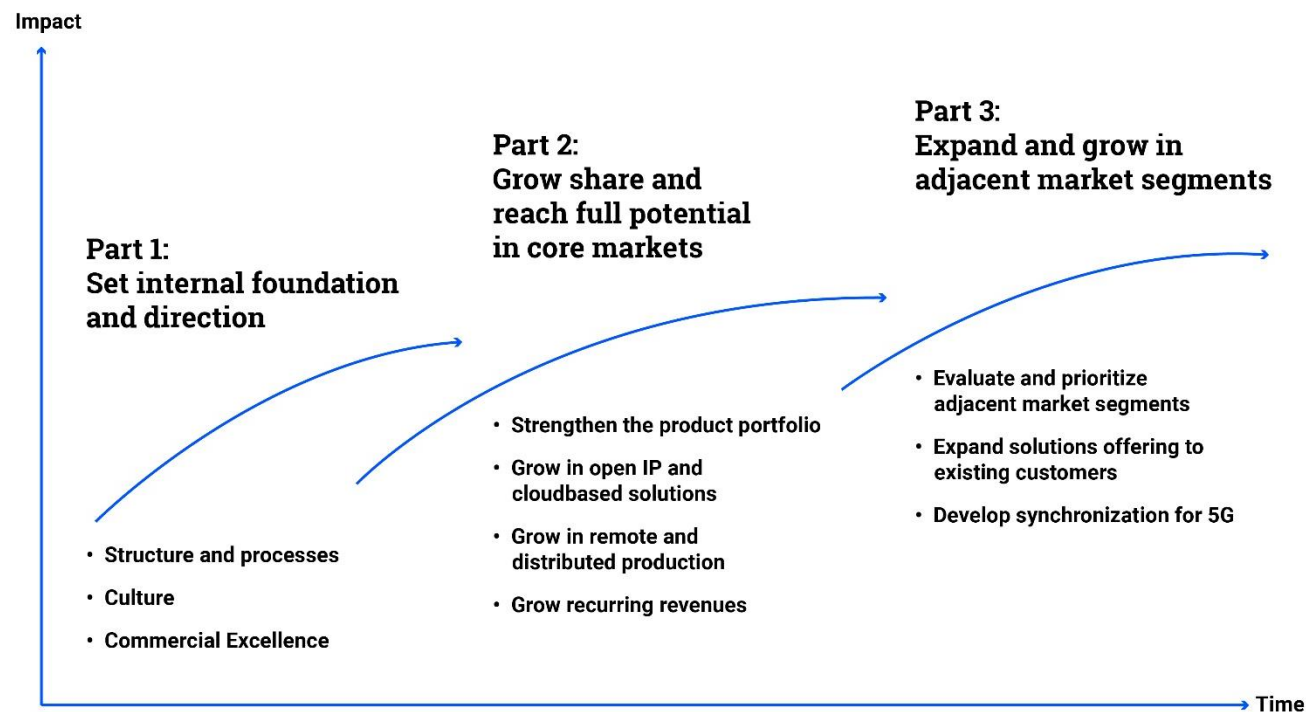 Impact
Part 1:
Set internal foundation
and direction
• Structure and processes
• Culture
• Commercial Excellence
Part 2:
Grow share and
reach full potential
in core markets
• Strengthen the product portfolio
• Grow in open IP and
cloudbased solutions
• Grow in remote and
distributed production
• Grow recurring revenues
Part 3:
Expand and grow in
adjacent market segments
• Evaluate and prioritize
adjacent market segments
• Expand solutions offering to
existing customers
• Develop synchronization for 5G
Time